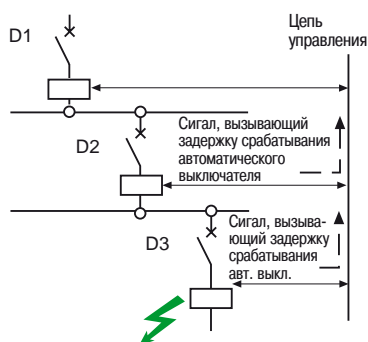 D1
Цепь
управления
D2
Сигал, вызывающий
задержку срабатывания
автоматического
выключателя
D3
Сигал, вызыва-
ющий задержку
срабатывания
авт. выкл.